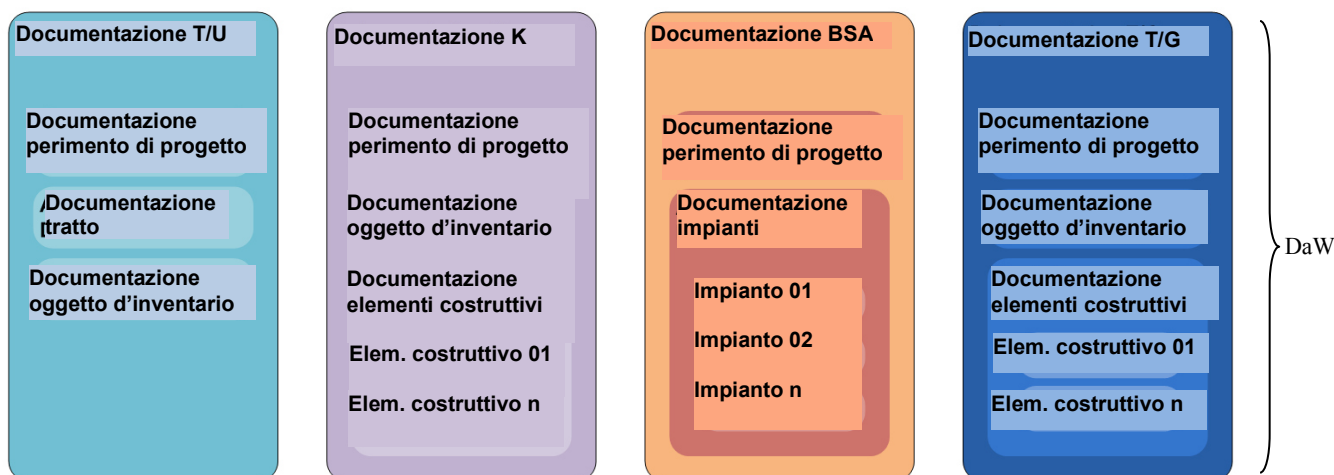 Documentazione T/U
Documentazione
perimento di progetto
Documentazione
tratto
Documentazione
oggetto d'inventario
Documentazione K
Documentazione
perimento di progetto
Documentazione
oggetto d'inventario
Documentazione
elementi costruttivi
Elem. costruttivo 01
Elem. costruttivo n
Documentazione BSA
Documentazione
perimento di progetto
Documentazione
impianti
Impianto 01
Impianto 02
Impianto n
Documentazione T/G
Documentazione
perimento di progetto
Documentazione
oggetto d'inventario
Documentazione
elementi costruttivi
Elem. costruttivo 01
Elem. costruttivo n
DaW